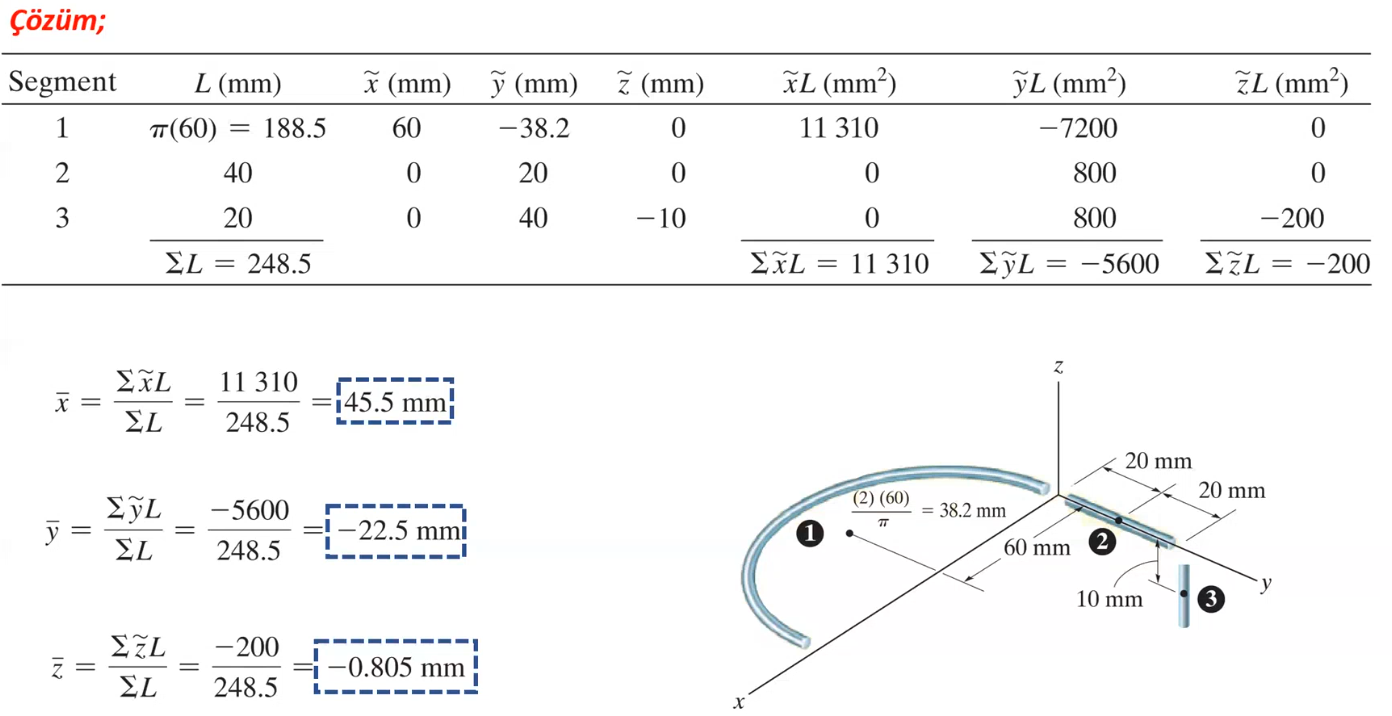 Çözüm;
Segment L (mm) x̃ (mm) ỹ (mm) z̃ (mm) x̃L (mm²) ỹL (mm²) z̃L (mm²)
1 π(60) = 188.5 60 −38.2 0 11 310 −7200 0
2 40 0 20 0 0 800 0
3 20 0 40 −10 0 800 −200
ΣL = 248.5 Σx̃L = 11 310 ΣỹL = −5600 Σz̃L = −200
x̄ = Σx̃L / ΣL = 11 310 / 248.5 = 45.5 mm
ȳ = ΣỹL / ΣL = −5600 / 248.5 = −22.5 mm
z̄ = Σz̃L / ΣL = −200 / 248.5 = −0.805 mm
z
20 mm
20 mm
(2) (60) / π = 38.2 mm
1
60 mm
2
y
10 mm
3
x